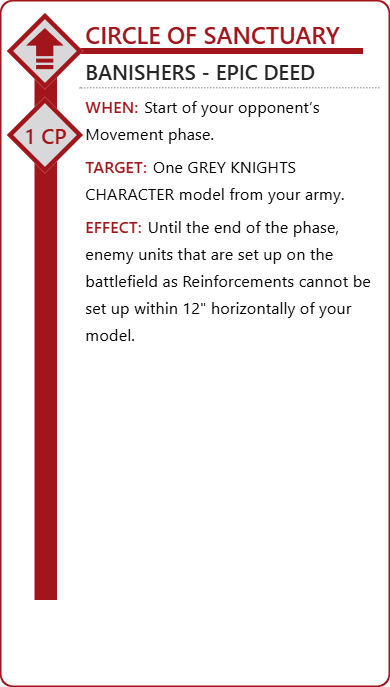 CIRCLE OF SANCTUARY
BANISHERS - EPIC DEED
1 CP
WHEN: Start of your opponent’s
Movement phase.
TARGET: One GREY KNIGHTS
CHARACTER model from your army.
EFFECT: Until the end of the phase,
enemy units that are set up on the
battlefield as Reinforcements cannot be
set up within 12" horizontally of your
model.